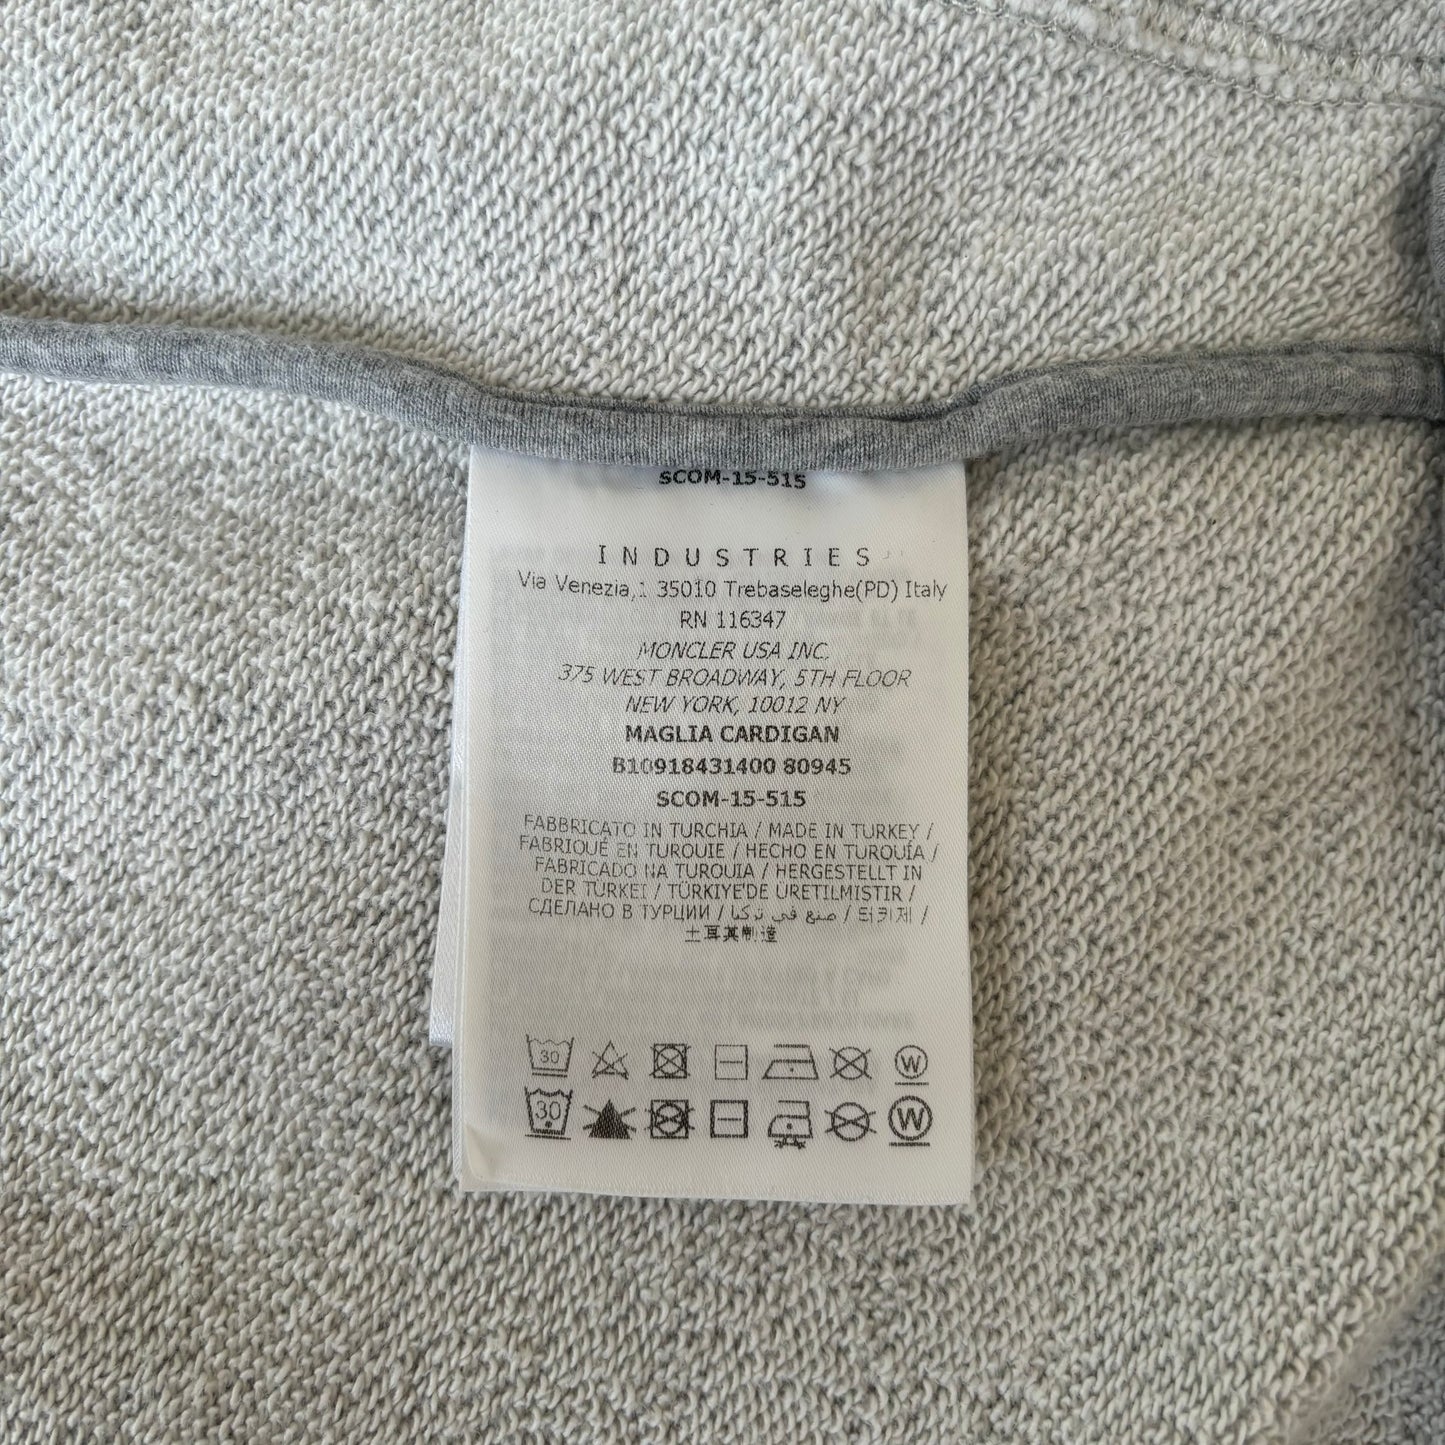 SCOM-15-515
INDUSTRIES
Via Venezia,1 35010 Trebaseleghe(PD) Italy
RN 116347
MONCLER USA INC.
375 WEST BROADWAY, 5TH FLOOR
NEW YORK, 10012 NY
MAGLIA CARDIGAN
B10918431400 80945
SCOM-15-515
FABBRICATO IN TURCHIA / MADE IN TURKEY /
FABRIQUÉ EN TURQUIE / HECHO EN TURQUÍA /
FABRICADO NA TURQUIA / HERGESTELLT IN
DER TÜRKEI / TÜRKIYE'DE ÜRETILMISTIR /
СДЕЛАНО В ТУРЦИИ / صنع في تركيا / 터키제 /
土耳其制造
30 W
30 W